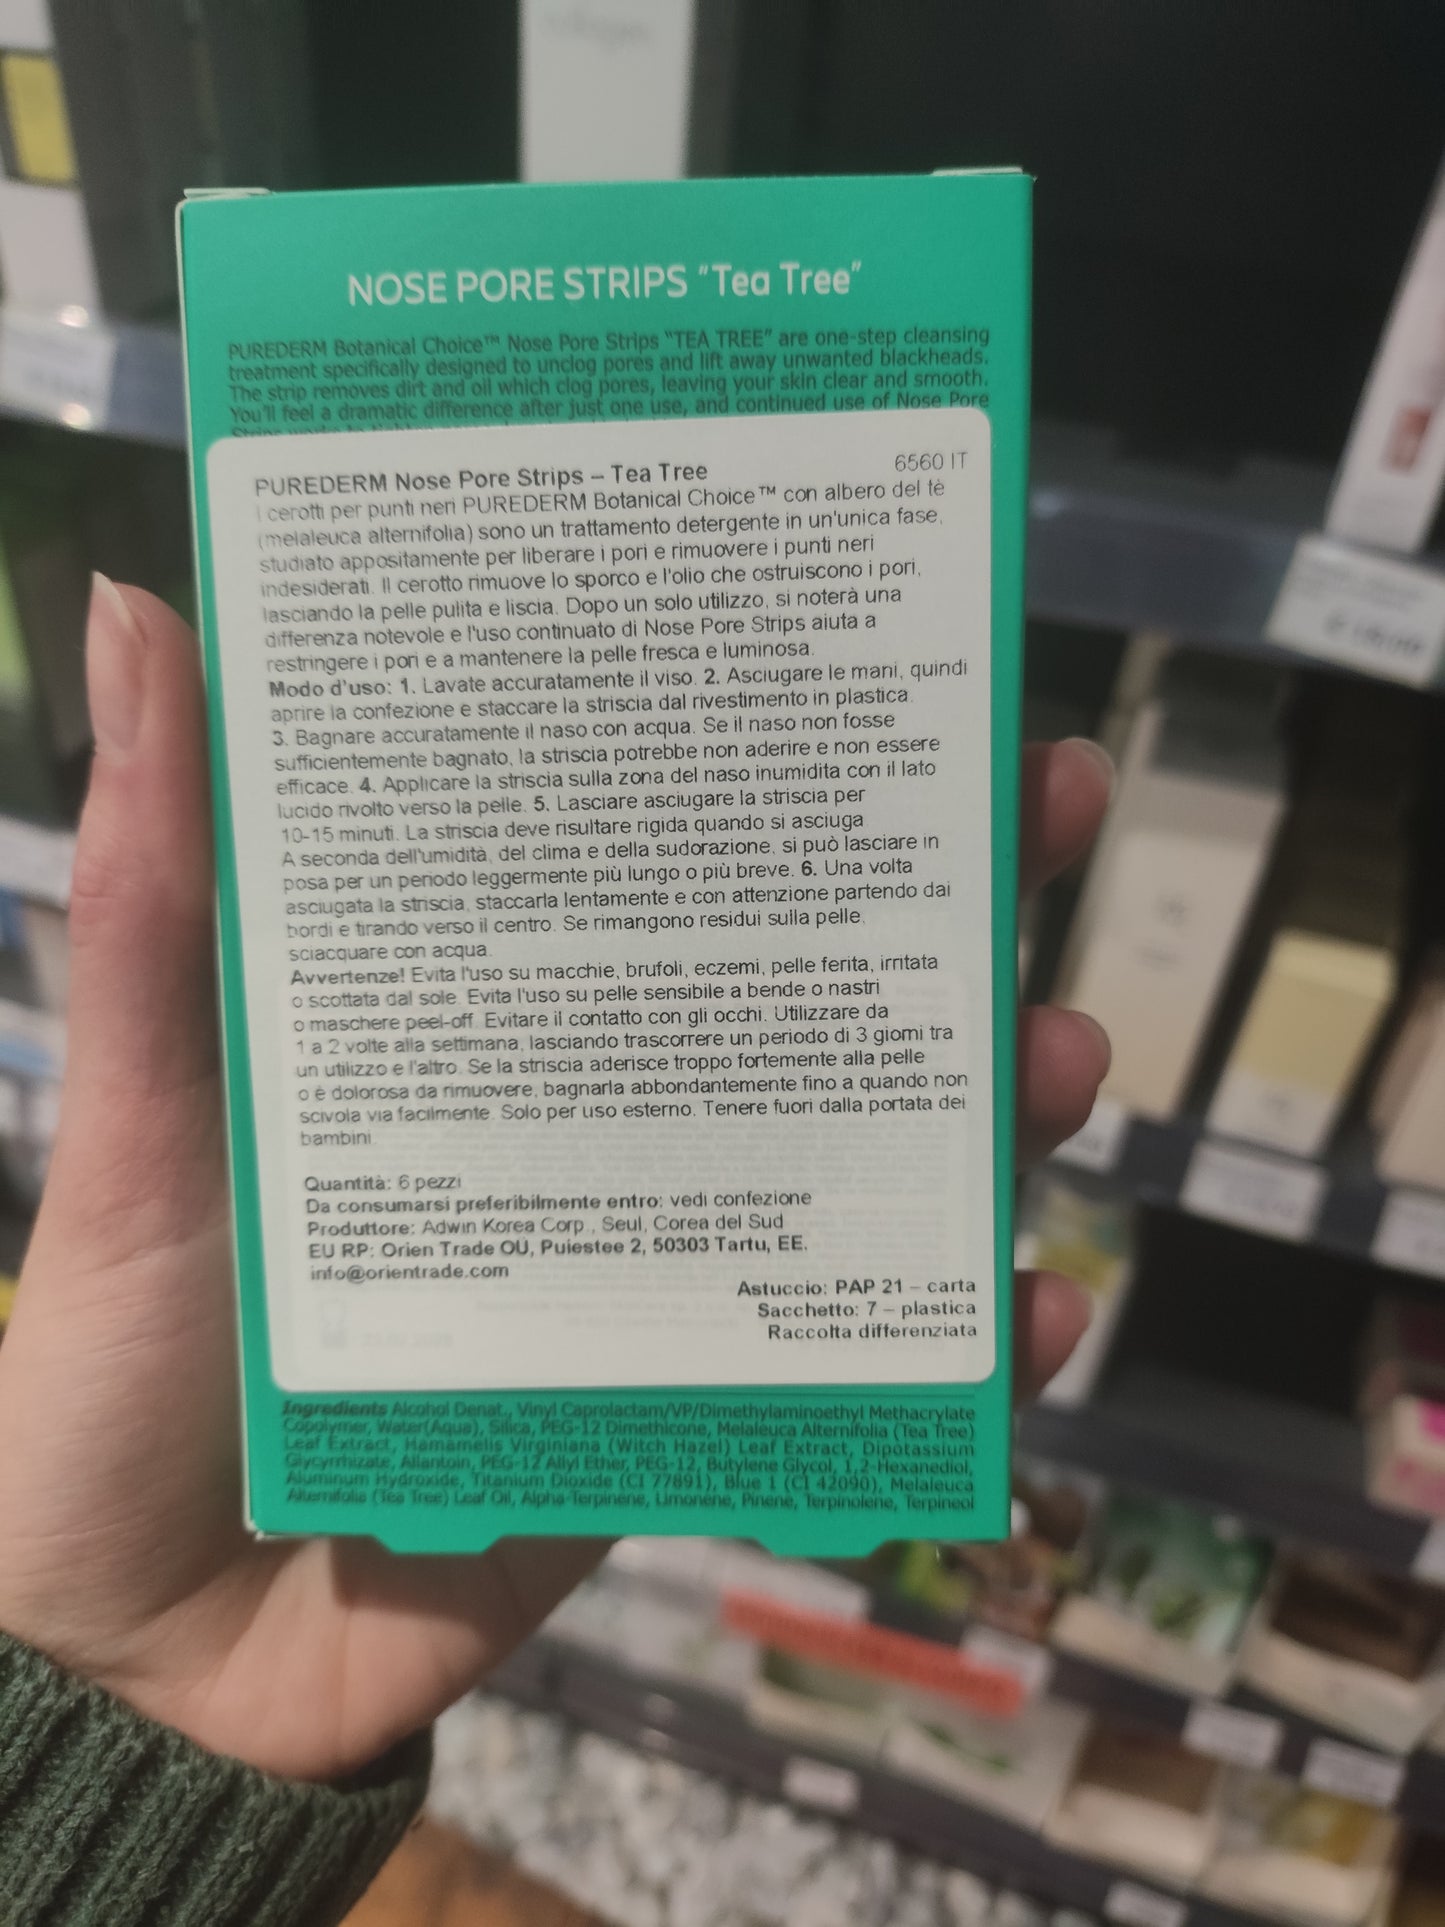 NOSE PORE STRIPS "Tea Tree"
PUREDERM Botanical Choice™ Nose Pore Strips "TEA TREE" are one-step cleansing
treatment specifically designed to unclog pores and lift away unwanted blackheads.
The strip removes dirt and oil which clog pores, leaving your skin clear and smooth.
You'll feel a dramatic difference after just one use, and continued use of Nose Pore
PUREDERM Nose Pore Strips – Tea Tree 6560 IT
I cerotti per punti neri PUREDERM Botanical Choice™ con albero del tè
(melaleuca alternifolia) sono un trattamento detergente in un'unica fase,
studiato appositamente per liberare i pori e rimuovere i punti neri
indesiderati. Il cerotto rimuove lo sporco e l'olio che ostruiscono i pori,
lasciando la pelle pulita e liscia. Dopo un solo utilizzo, si noterà una
differenza notevole e l'uso continuato di Nose Pore Strips aiuta a
restringere i pori e a mantenere la pelle fresca e luminosa.
Modo d'uso: 1. Lavate accuratamente il viso. 2. Asciugare le mani, quindi
aprire la confezione e staccare la striscia dal rivestimento in plastica.
3. Bagnare accuratamente il naso con acqua. Se il naso non fosse
sufficientemente bagnato, la striscia potrebbe non aderire e non essere
efficace. 4. Applicare la striscia sulla zona del naso inumidita con il lato
lucido rivolto verso la pelle. 5. Lasciare asciugare la striscia per
10-15 minuti. La striscia deve risultare rigida quando si asciuga
A seconda dell'umidità, del clima e della sudorazione, si può lasciare in
posa per un periodo leggermente più lungo o più breve. 6. Una volta
asciugata la striscia, staccarla lentamente e con attenzione partendo dai
bordi e tirando verso il centro. Se rimangono residui sulla pelle,
sciacquare con acqua.
Avvertenze! Evita l'uso su macchie, brufoli, eczemi, pelle ferita, irritata
o scottata dal sole. Evita l'uso su pelle sensibile a bende o nastri
o maschere peel-off. Evitare il contatto con gli occhi. Utilizzare da
1 a 2 volte alla settimana, lasciando trascorrere un periodo di 3 giorni tra
un utilizzo e l'altro. Se la striscia aderisce troppo fortemente alla pelle
o è dolorosa da rimuovere, bagnarla abbondantemente fino a quando non
scivola via facilmente. Solo per uso esterno. Tenere fuori dalla portata dei
bambini.
Quantità: 6 pezzi
Da consumarsi preferibilmente entro: vedi confezione
Produttore: Adwin Korea Corp., Seul, Corea del Sud
EU RP: Orien Trade OU, Puiestee 2, 50303 Tartu, EE.
info@orientrade.com
Astuccio: PAP 21 – carta
Sacchetto: 7 – plastica
Raccolta differenziata
Ingredients Alcohol Denat., Vinyl Caprolactam/VP/Dimethylaminoethyl Methacrylate
Copolymer, Water(Aqua), Silica, PEG-12 Dimethicone, Melaleuca Alternifolia (Tea Tree)
Leaf Extract, Hamamelis Virginiana (Witch Hazel) Leaf Extract, Dipotassium
Glycyrrhizate, Allantoin, PEG-12 Allyl Ether, PEG-12, Butylene Glycol, 1,2-Hexanediol,
Aluminum Hydroxide, Titanium Dioxide (CI 77891), Blue 1 (CI 42090), Melaleuca
Alternifolia (Tea Tree) Leaf Oil, Alpha-Terpinene, Limonene, Pinene, Terpinolene, Terpineol